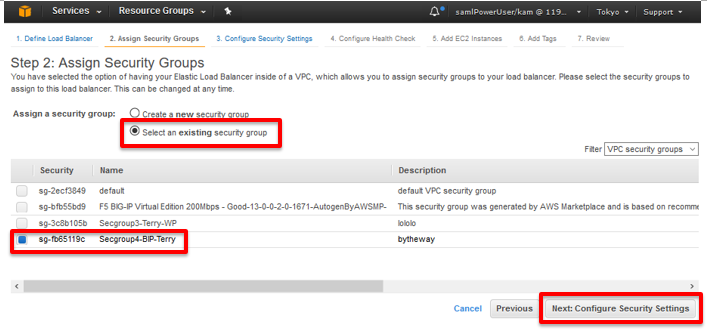 Services Resource Groups samlPowerUser/kam @ 119... Tokyo Support
1. Define Load Balancer 2. Assign Security Groups 3. Configure Security Settings 4. Configure Health Check 5. Add EC2 Instances 6. Add Tags 7. Review
Step 2: Assign Security Groups
You have selected the option of having your Elastic Load Balancer inside of a VPC, which allows you to assign security groups to your load balancer. Please select the security groups to
assign to this load balancer. This can be changed at any time.
Assign a security group: Create a new security group
Select an existing security group
Filter VPC security groups
Security Name Description
sg-2ecf3849 default default VPC security group
sg-bfb55bd9 F5 BIG-IP Virtual Edition 200Mbps - Good-13-0-0-2-0-1671-AutogenByAWSMP- This security group was generated by AWS Marketplace and is based on recomme
sg-3c8b105b Secgroup3-Terry-WP lololo
sg-fb65119c Secgroup4-BIP-Terry bytheway
Cancel Previous Next: Configure Security Settings